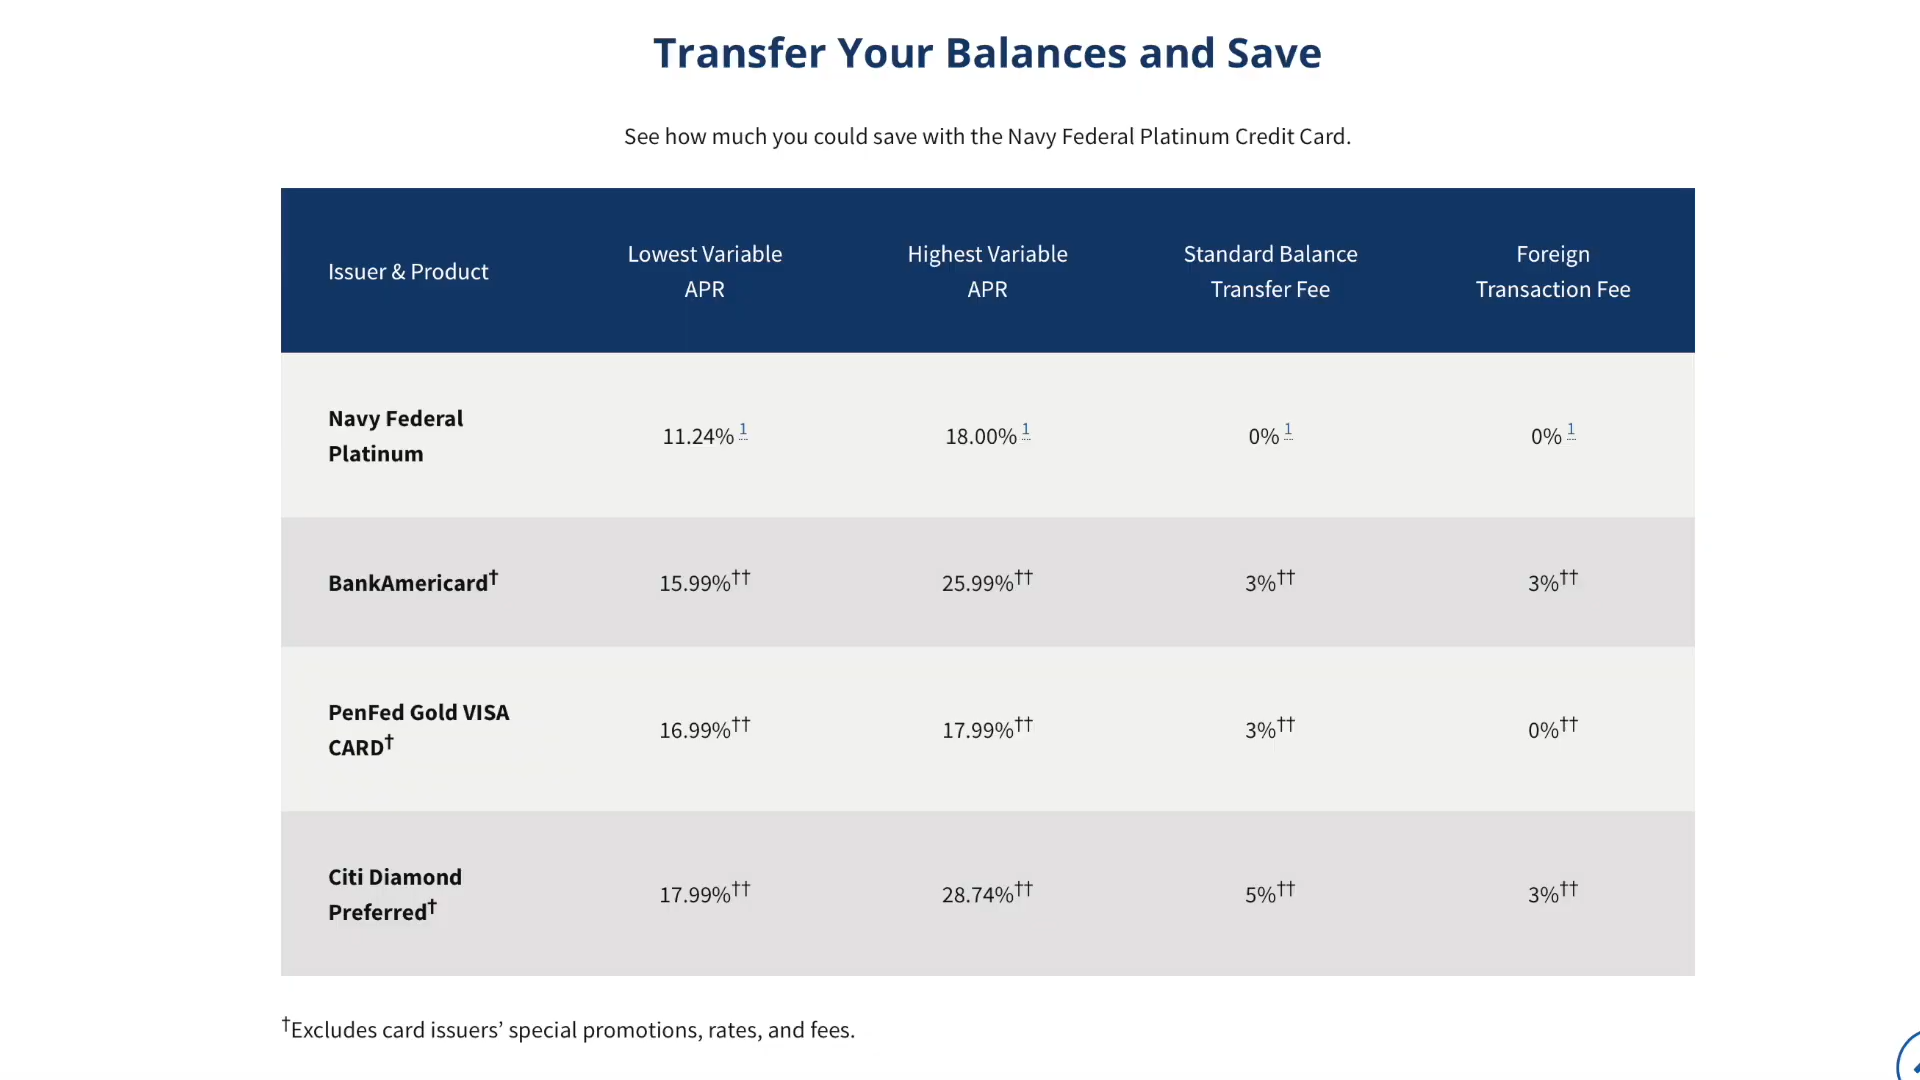 Transfer Your Balances and Save
See how much you could save with the Navy Federal Platinum Credit Card.
Issuer & Product
Lowest Variable
APR
Highest Variable
APR
Standard Balance
Transfer Fee
Foreign
Transaction Fee
Navy Federal
Platinum
11.24% 1
18.00% 1
0% 1
0% 1
BankAmericard†
15.99%††
25.99%††
3%††
3%††
PenFed Gold VISA
CARD†
16.99%††
17.99%††
3%††
0%††
Citi Diamond
Preferred†
17.99%††
28.74%††
5%††
3%††
†Excludes card issuers’ special promotions, rates, and fees.